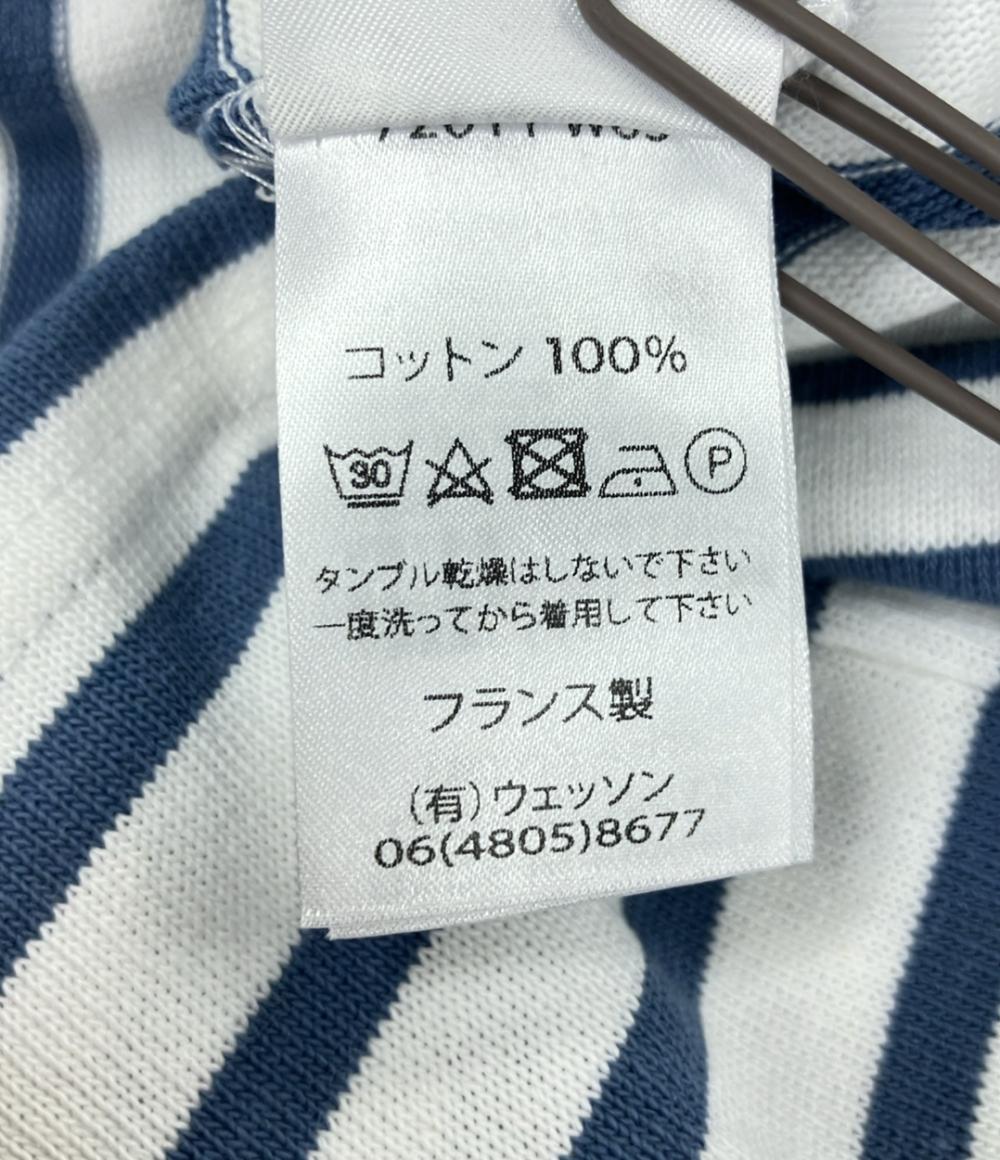 コットン 100%
30
P
タンブル乾燥はしないで下さい
一度洗ってから着用して下さい
フランス製
(有)ウェッソン
06(4805)8677